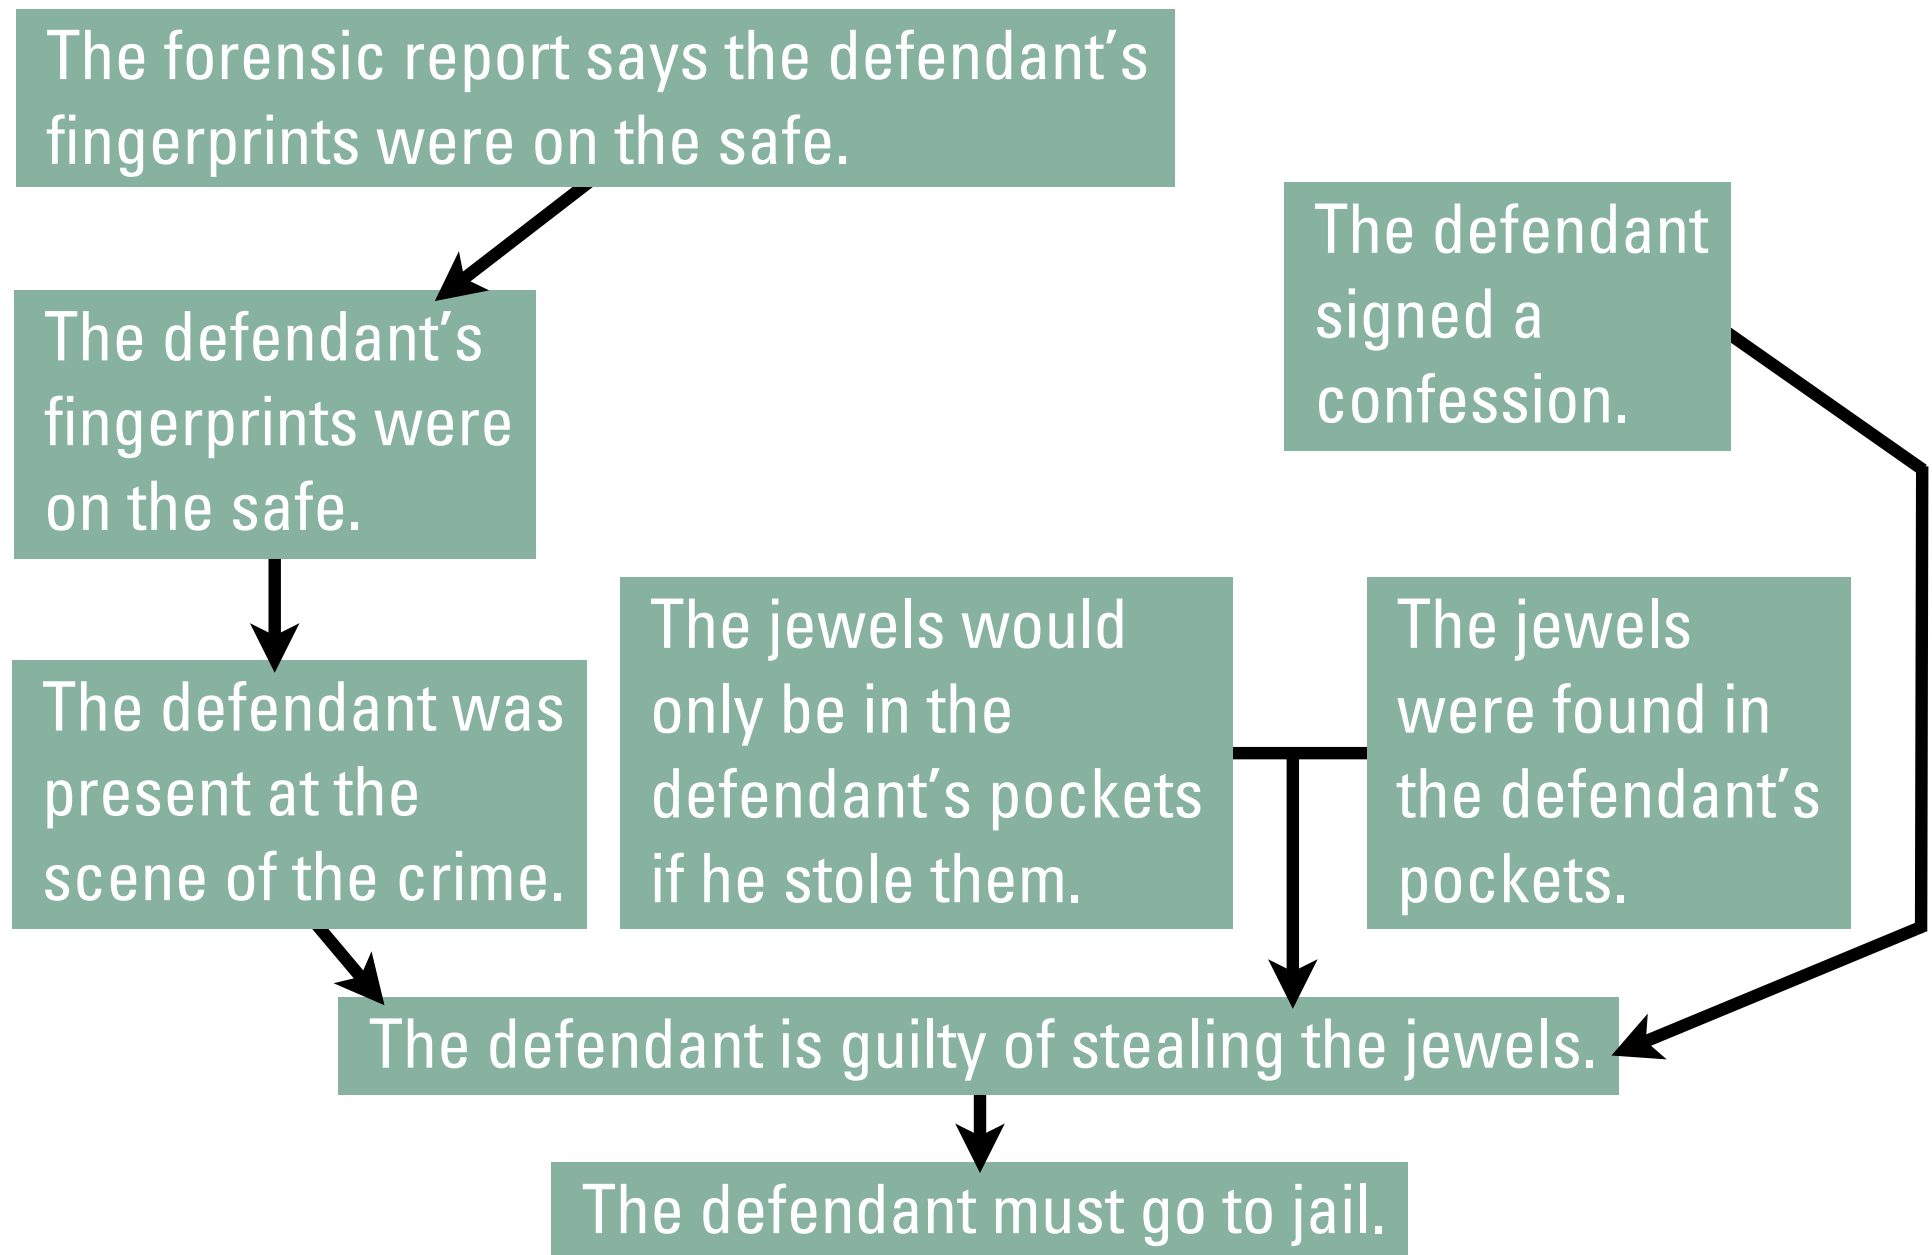 The forensic report says the defendant’s
fingerprints were on the safe.
The defendant
signed a
confession.
The defendant’s
fingerprints were
on the safe.
The defendant was
present at the
scene of the crime.
The jewels would
only be in the
defendant’s pockets
if he stole them.
The jewels
were found in
the defendant’s
pockets.
The defendant is guilty of stealing the jewels.
The defendant must go to jail.